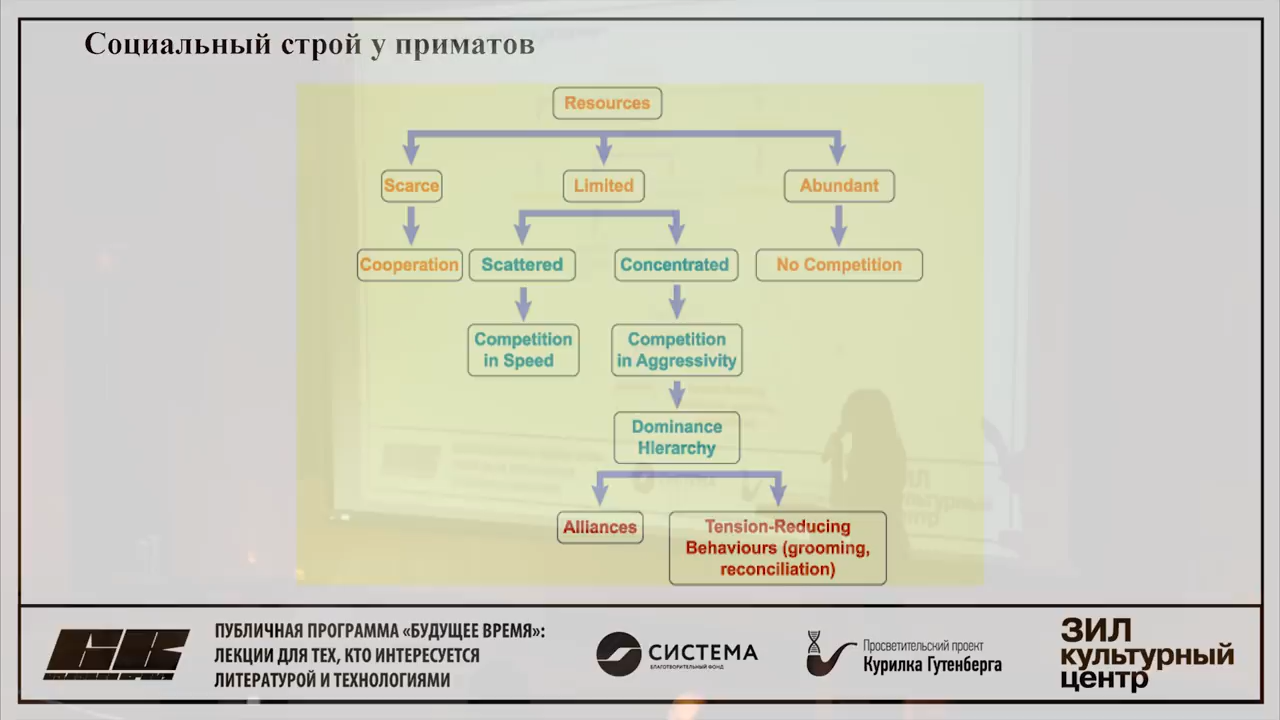 Социальный строй у приматов
Resources
Scarce
Limited
Abundant
Cooperation
Scattered
Concentrated
No Competition
Competition
in Speed
Competition
in Aggressivity
Dominance
Hierarchy
Alliances
Tension-Reducing
Behaviours (grooming,
reconciliation)
ПУБЛИЧНАЯ ПРОГРАММА «БУДУЩЕЕ ВРЕМЯ»:
ЛЕКЦИИ ДЛЯ ТЕХ, КТО ИНТЕРЕСУЕТСЯ
ЛИТЕРАТУРОЙ И ТЕХНОЛОГИЯМИ
СИСТЕМА
БЛАГОТВОРИТЕЛЬНЫЙ ФОНД
Просветительский проект
Курилка Гутенберга
ЗИЛ
культурный
центр